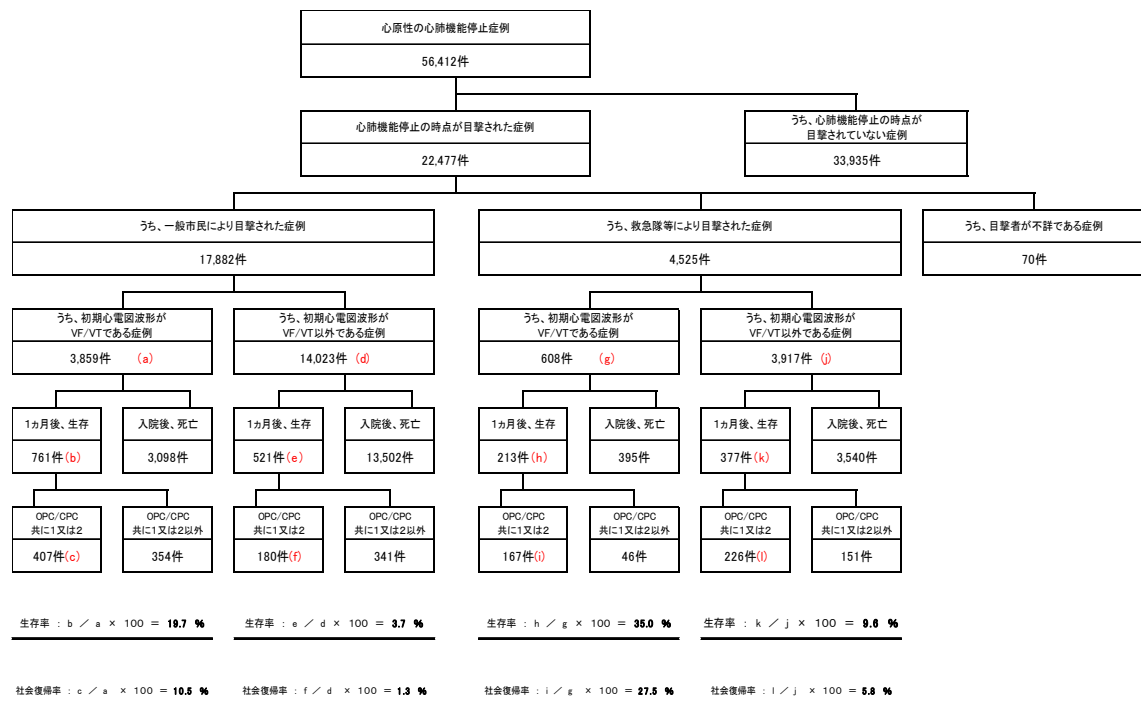 心原性の心肺機能停止症例
56,412件
心肺機能停止の時点が目撃された症例
22,477件
うち、心肺機能停止の時点が
目撃されていない症例
33,935件
うち、一般市民により目撃された症例
17,882件
うち、救急隊等により目撃された症例
4,525件
うち、目撃者が不詳である症例
70件
うち、初期心電図波形が
VF/VTである症例
3,859件 (a)
うち、初期心電図波形が
VF/VT以外である症例
14,023件 (d)
うち、初期心電図波形が
VF/VTである症例
608件 (g)
うち、初期心電図波形が
VF/VT以外である症例
3,917件 (j)
1ヵ月後、生存
761件(b)
入院後、死亡
3,098件
1ヵ月後、生存
521件(e)
入院後、死亡
13,502件
1ヵ月後、生存
213件(h)
入院後、死亡
395件
1ヵ月後、生存
377件(k)
入院後、死亡
3,540件
OPC/CPC
共に1又は2
407件(c)
OPC/CPC
共に1又は2以外
354件
OPC/CPC
共に1又は2
180件(f)
OPC/CPC
共に1又は2以外
341件
OPC/CPC
共に1又は2
167件(i)
OPC/CPC
共に1又は2以外
46件
OPC/CPC
共に1又は2
226件(l)
OPC/CPC
共に1又は2以外
151件
生存率 : b ／ a × 100 = 19.7 %
生存率 : e ／ d × 100 = 3.7 %
生存率 : h ／ g × 100 = 35.0 %
生存率 : k ／ j × 100 = 9.6 %
社会復帰率 : c ／ a × 100 = 10.5 %
社会復帰率 : f ／ d × 100 = 1.3 %
社会復帰率 : i ／ g × 100 = 27.5 %
社会復帰率 : l ／ j × 100 = 5.8 %